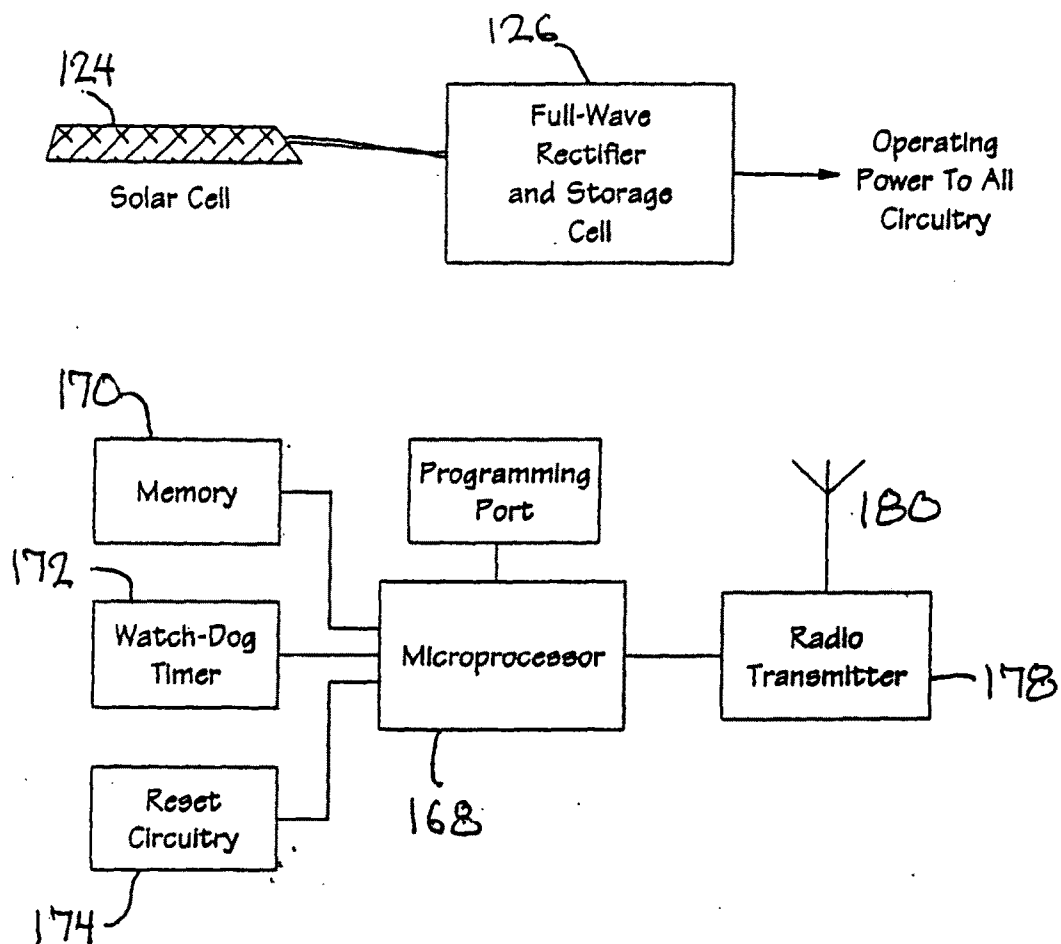 126
124
Full-Wave
Rectifier
and Storage
Cell
Operating
Power To All
Circuitry
Solar Cell
170
Memory
Programming
Port
180
172
Watch-Dog
Timer
Microprocessor
Radio
Transmitter
178
Reset
Circuitry
168
174